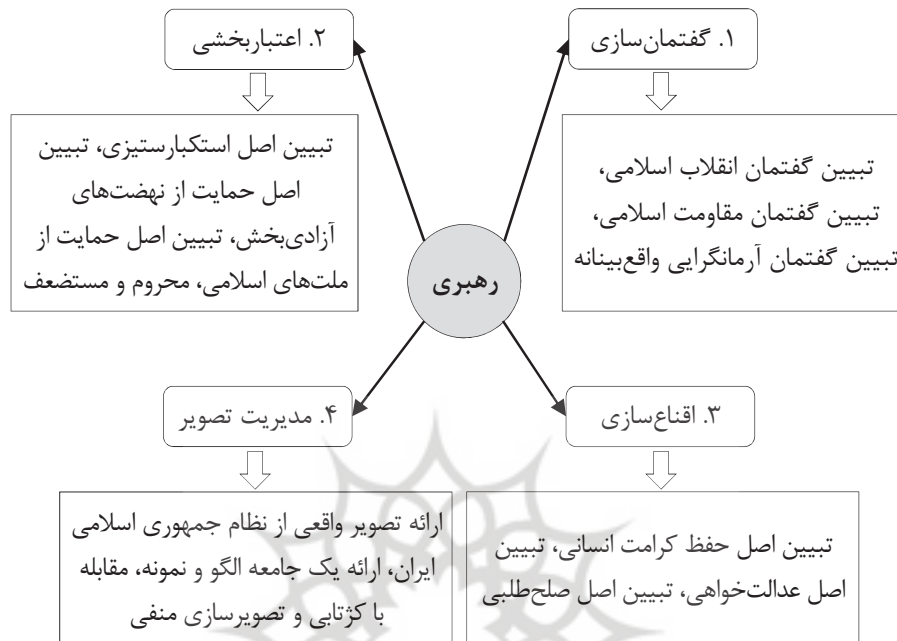 ۱. گفتمان‌سازی
تبیین گفتمان انقلاب اسلامی،
تبیین گفتمان مقاومت اسلامی،
تبیین گفتمان آرمانگرایی واقع‌بینانه
۲. اعتباربخشی
تبیین اصل استکبارستیزی، تبیین
اصل حمایت از نهضت‌های
آزادی‌بخش، تبیین اصل حمایت از
ملت‌های اسلامی، محروم و مستضعف
رهبری
۳. اقناع‌سازی
تبیین اصل حفظ کرامت انسانی، تبیین
اصل عدالت‌خواهی، تبیین اصل صلح‌طلبی
۴. مدیریت تصویر
ارائه تصویر واقعی از نظام جمهوری اسلامی
ایران، ارائه یک جامعه الگو و نمونه، مقابله
با کژتابی و تصویرسازی منفی